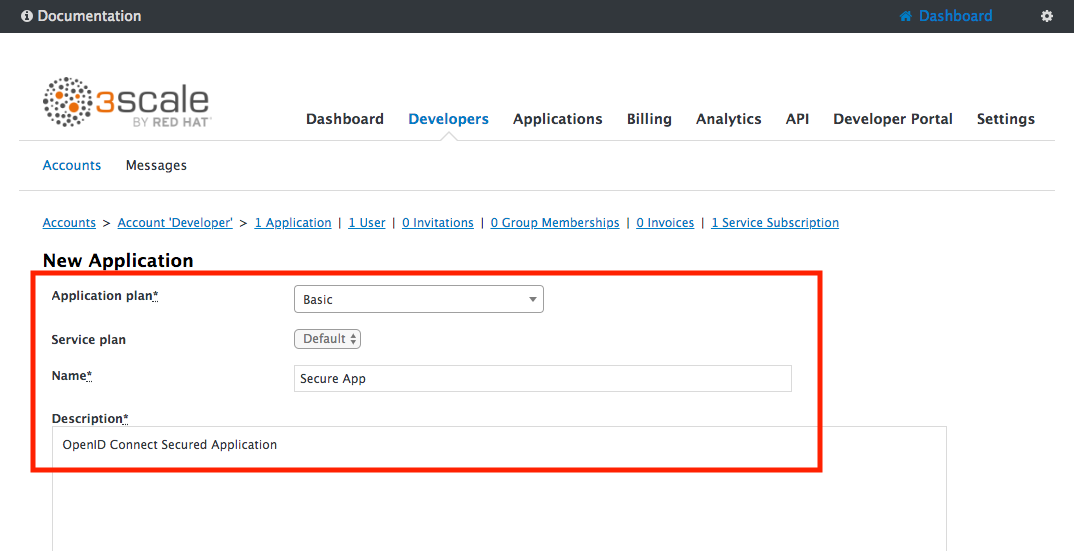 Documentation Dashboard
3scale
BY RED HAT
Dashboard Developers Applications Billing Analytics API Developer Portal Settings
Accounts Messages
Accounts > Account 'Developer' > 1 Application | 1 User | 0 Invitations | 0 Group Memberships | 0 Invoices | 1 Service Subscription
New Application
Application plan* Basic
Service plan Default
Name* Secure App
Description*
OpenID Connect Secured Application